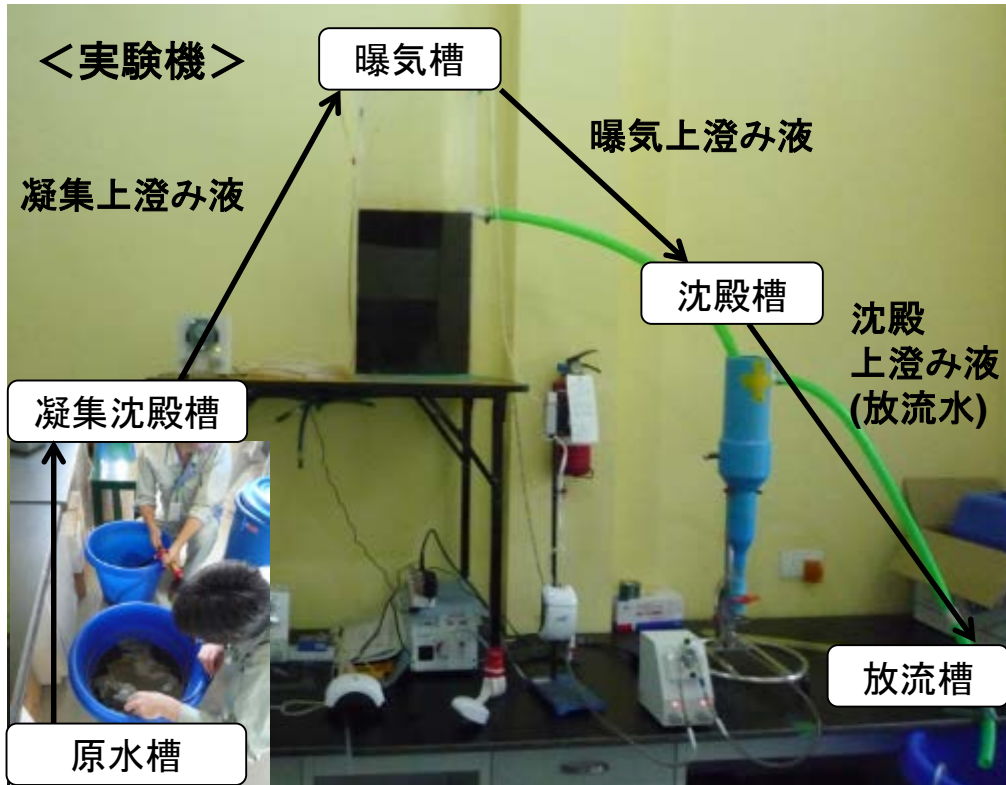 ＜実験機＞
曝気槽
曝気上澄み液
凝集上澄み液
沈殿槽
沈殿
上澄み液
(放流水)
凝集沈殿槽
放流槽
原水槽